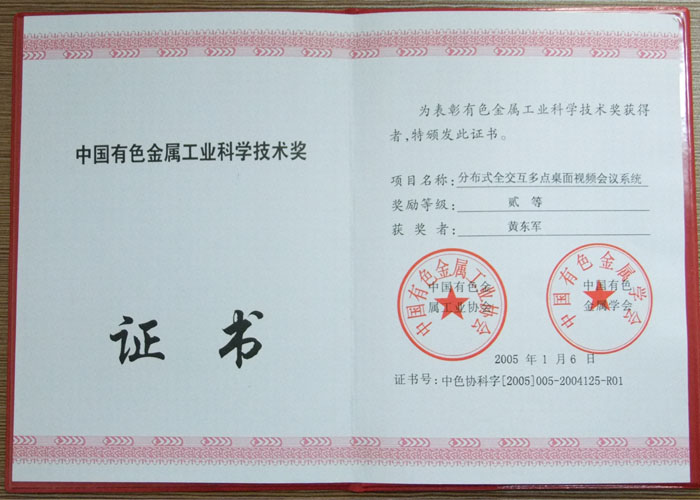 中国有色金属工业科学技术奖
证书
为表彰有色金属工业科学技术奖获得
者,特颁发此证书。
项目名称:分布式全交互多点桌面视频会议系统
奖励等级:贰等
获奖者:黄东军
中国有色金属工业协会
中国有色金
属工业协会
中国有色金属学会
中国有色
金属学会
2005 年 1 月 6 日
证书号:中色协科字[2005]005-2004125-R01